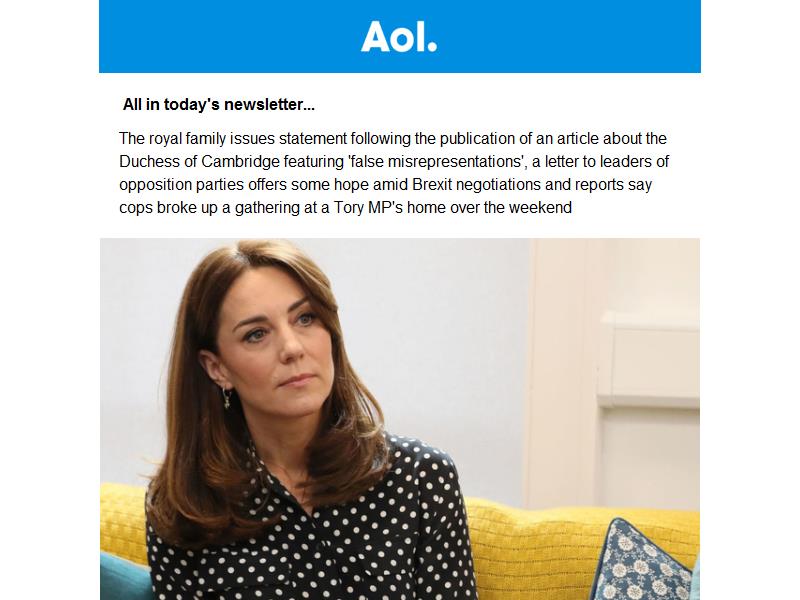 Aol.
All in today's newsletter...
The royal family issues statement following the publication of an article about the
Duchess of Cambridge featuring 'false misrepresentations', a letter to leaders of
opposition parties offers some hope amid Brexit negotiations and reports say
cops broke up a gathering at a Tory MP's home over the weekend